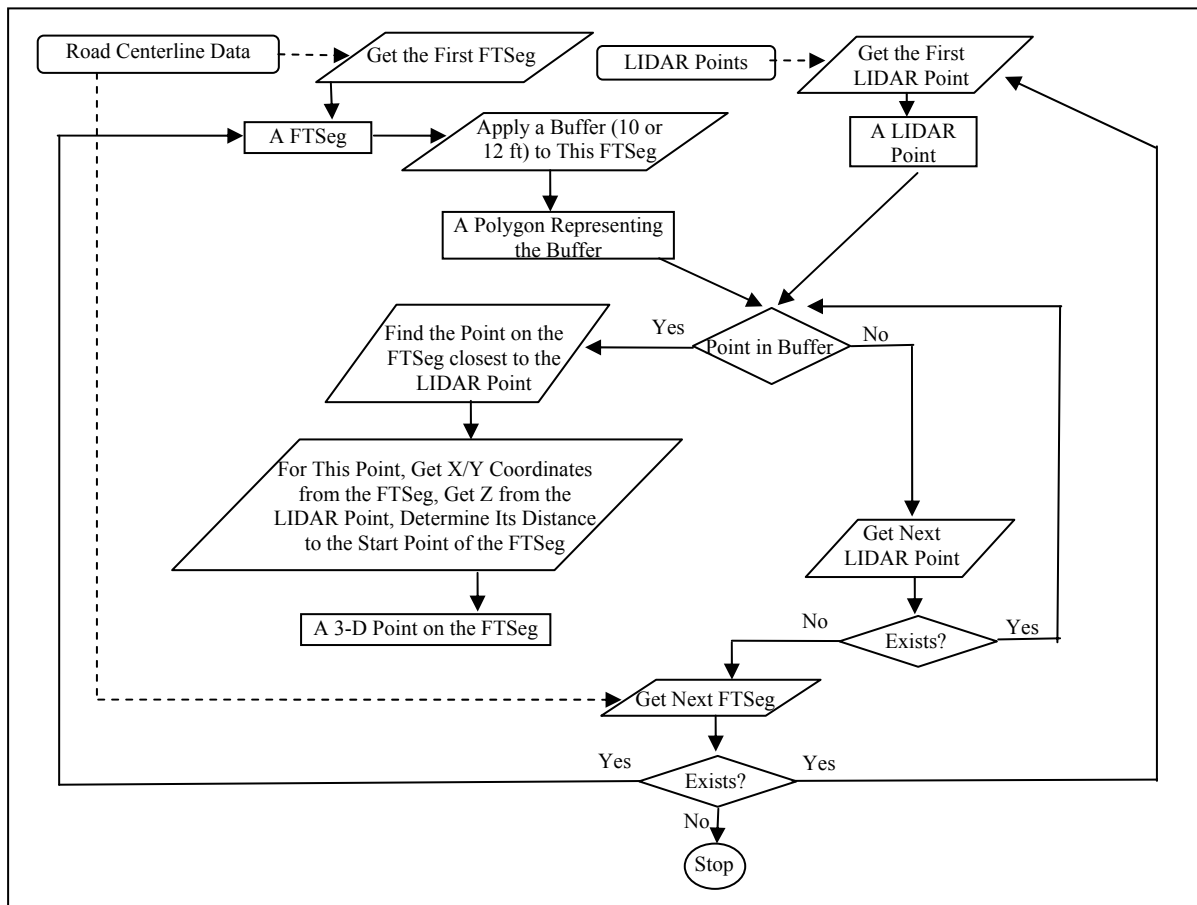 Road Centerline Data
Get the First FTSeg
LIDAR Points
Get the First
LIDAR Point
A FTSeg
Apply a Buffer (10 or
12 ft) to This FTSeg
A LIDAR
Point
A Polygon Representing
the Buffer
Yes
Point in Buffer
No
Find the Point on the
FTSeg closest to the
LIDAR Point
For This Point, Get X/Y Coordinates
from the FTSeg, Get Z from the
LIDAR Point, Determine Its Distance
to the Start Point of the FTSeg
Get Next
LIDAR Point
A 3-D Point on the FTSeg
No
Exists?
Yes
Get Next FTSeg
Yes
Exists?
Yes
No
Stop